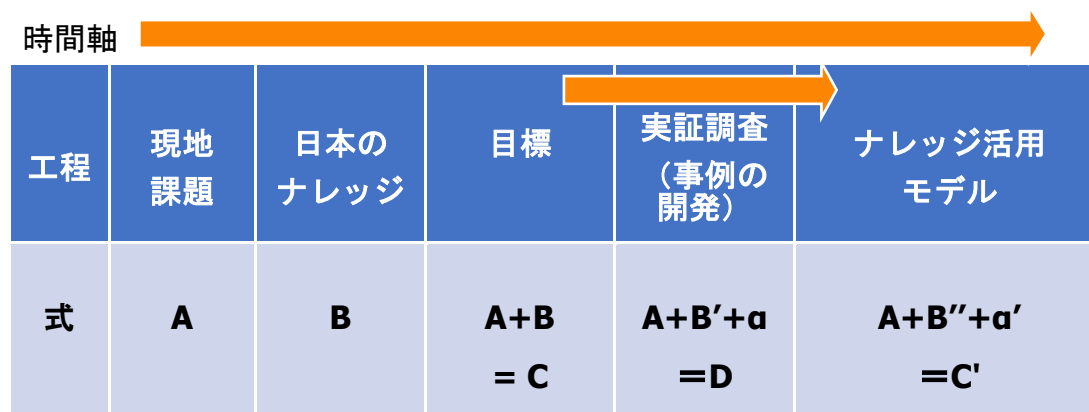 時間軸
工程
現地
課題
日本の
ナレッジ
目標
実証調査
（事例の
開発）
ナレッジ活用
モデル
式
A
B
A+B
= C
A+B′+α
＝D
A+B′′+α′
＝C'